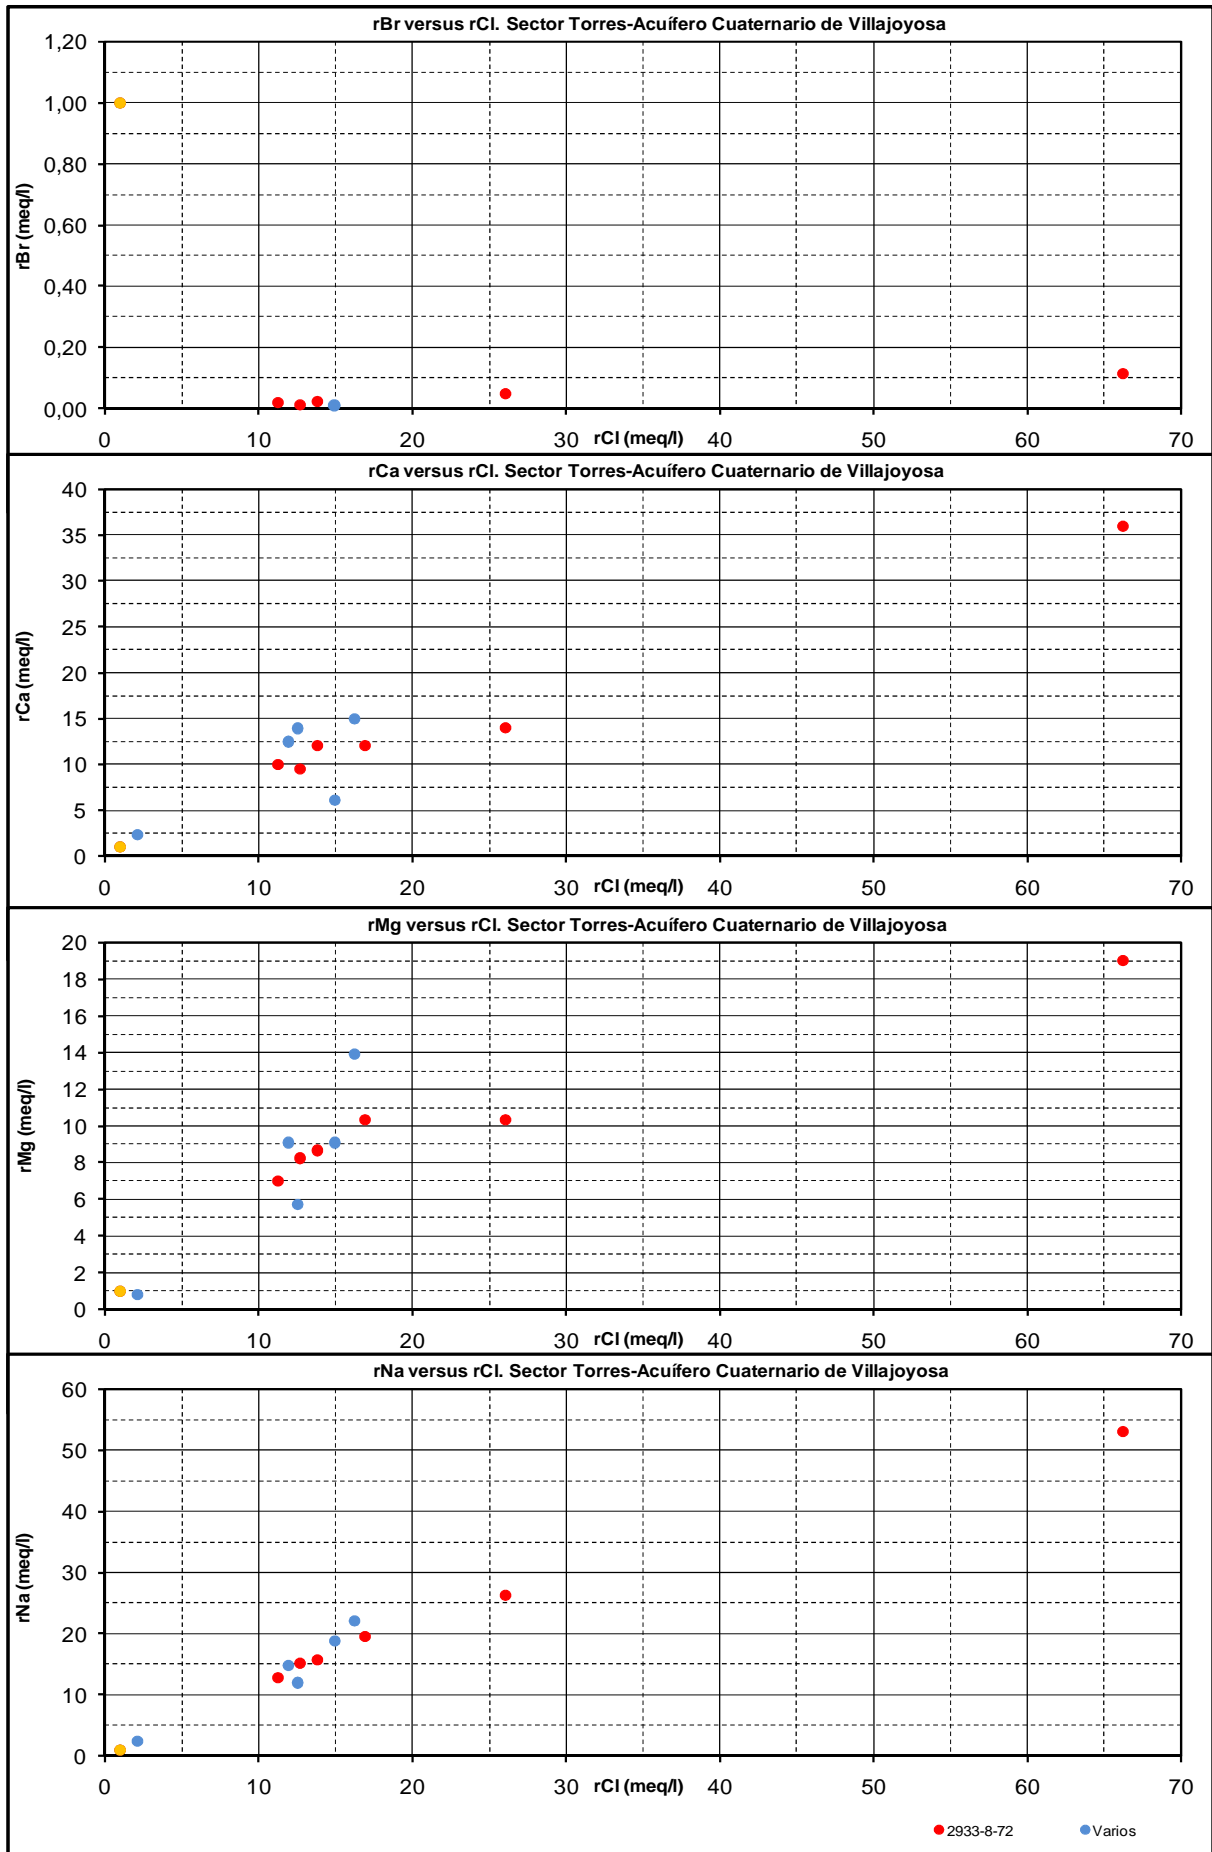 rBr versus rCl. Sector Torres-Acuífero Cuaternario de Villajoyosa
1,20
1,00
0,80
0,60
0,40
0,20
0,00
rBr (meq/l)
0 10 20 30 40 50 60 70
rCl (meq/l)
rCa versus rCl. Sector Torres-Acuífero Cuaternario de Villajoyosa
40
35
30
25
20
15
10
5
0
rCa (meq/l)
0 10 20 30 40 50 60 70
rCl (meq/l)
rMg versus rCl. Sector Torres-Acuífero Cuaternario de Villajoyosa
20
18
16
14
12
10
8
6
4
2
0
rMg (meq/l)
0 10 20 30 40 50 60 70
rCl (meq/l)
rNa versus rCl. Sector Torres-Acuífero Cuaternario de Villajoyosa
60
50
40
30
20
10
0
rNa (meq/l)
0 10 20 30 40 50 60 70
rCl (meq/l)
2933-8-72 Varios